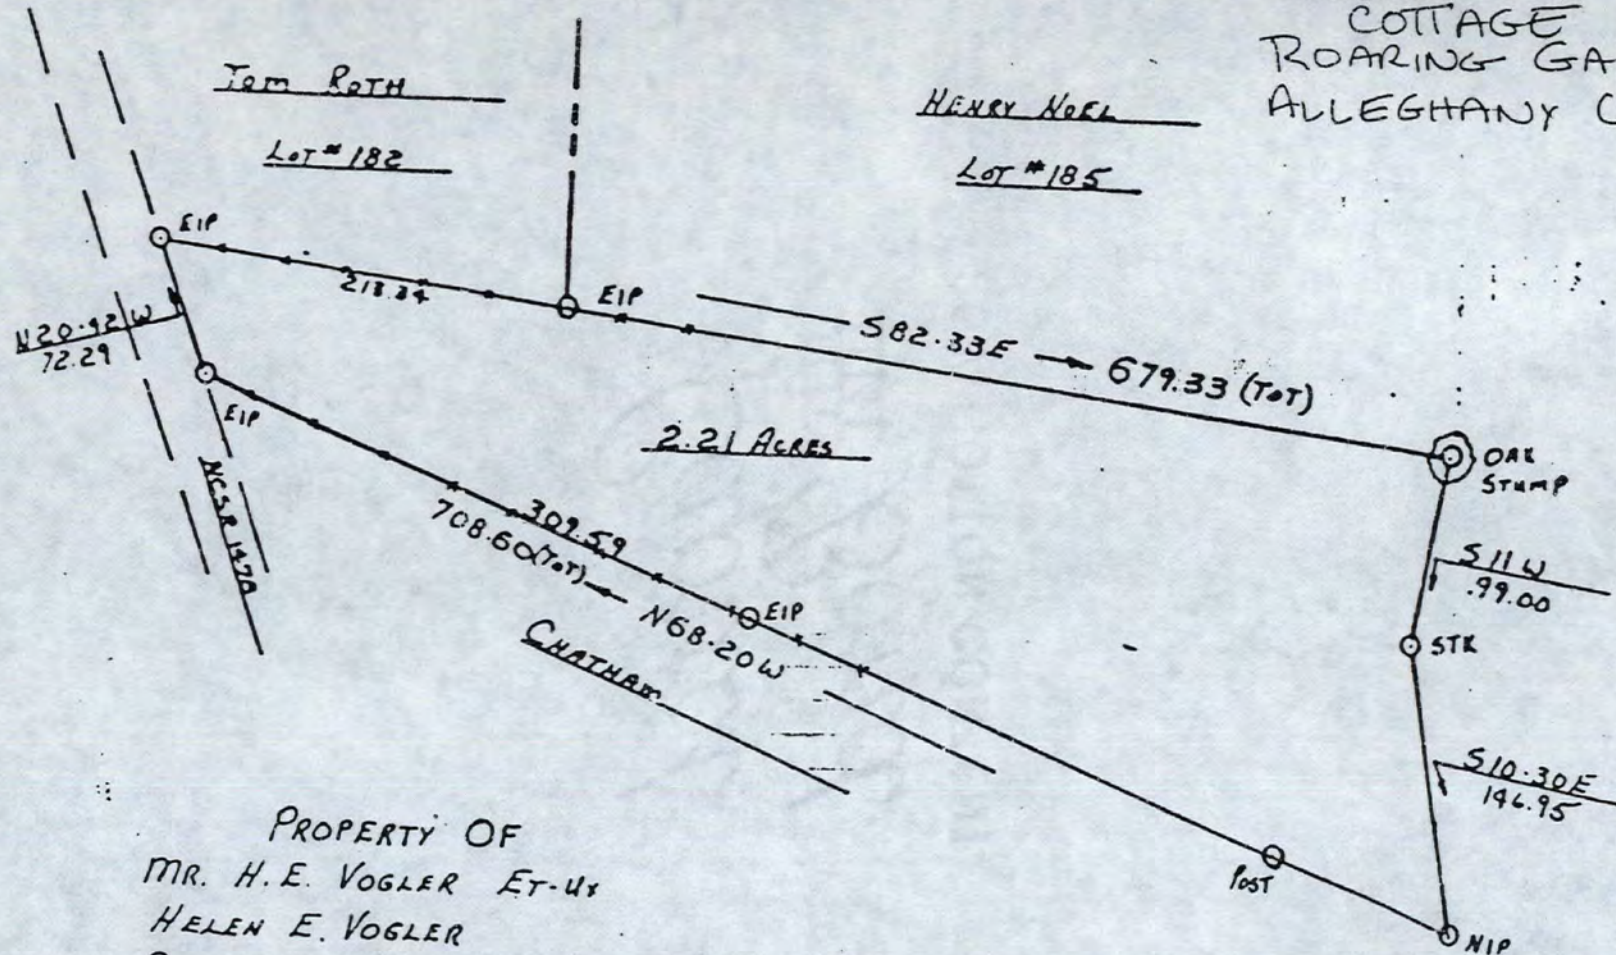 COTTAGE
ROARING GA
ALLEGHANY C
TOM ROTH
LOT # 182
HENRY NOEL
LOT # 185
EIP
213.34
EIP
S82.33E 679.33 (TOT)
N20.42W
72.29
EIP
2.21 ACRES
OAK
STUMP
NCSR 1470
309.59
708.60 (TOT) N68.20W
EIP
S11W
99.00
STK
CHATHAM
S10.30E
146.95
POST
NIP
PROPERTY OF
MR. H.E. VOGLER ET-UX
HELEN E. VOGLER